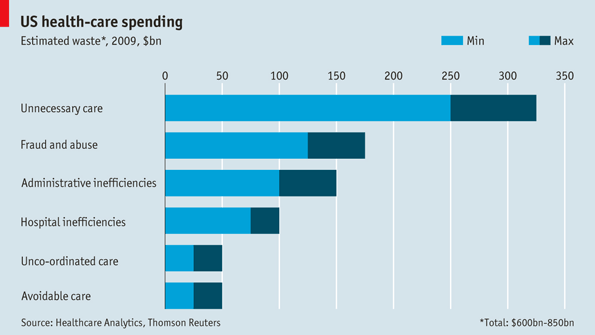 US health-care spending
Estimated waste*, 2009, $bn
Min Max
0 50 100 150 200 250 300 350
Unnecessary care
Fraud and abuse
Administrative inefficiencies
Hospital inefficiencies
Unco-ordinated care
Avoidable care
Source: Healthcare Analytics, Thomson Reuters
*Total: $600bn-850bn